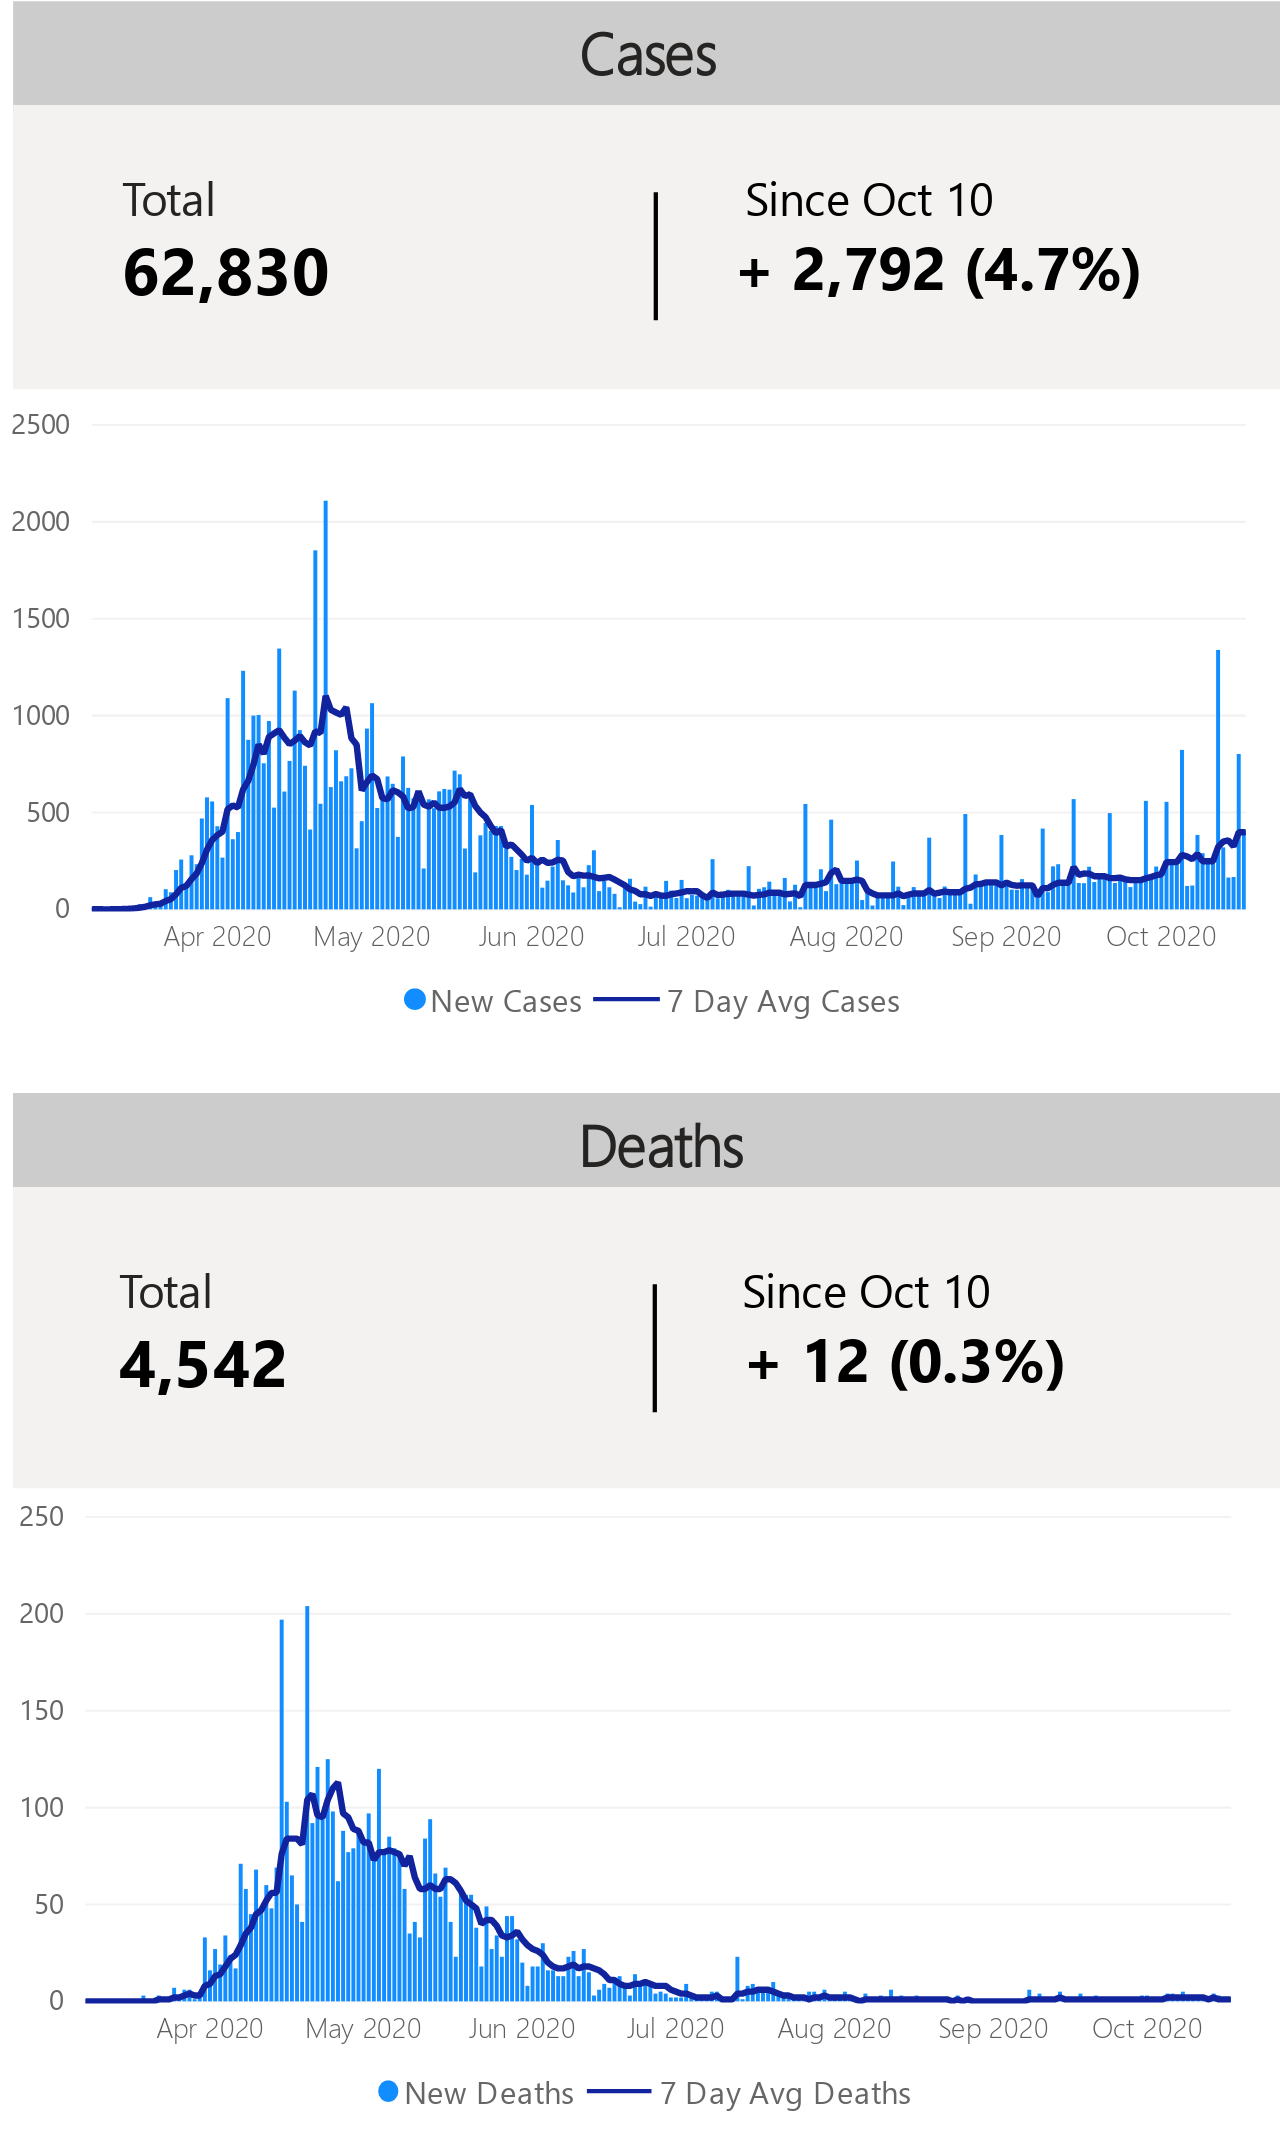 Cases
Total
Since Oct 10
62,830
+ 2,792 (4.7%)
2500
2000
1500
1000
500
0
Apr 2020 May 2020 Jun 2020 Jul 2020 Aug 2020 Sep 2020 Oct 2020
New Cases 7 Day Avg Cases
Deaths
Total
Since Oct 10
4,542
+ 12 (0.3%)
250
200
150
100
50
0
Apr 2020 May 2020 Jun 2020 Jul 2020 Aug 2020 Sep 2020 Oct 2020
New Deaths 7 Day Avg Deaths